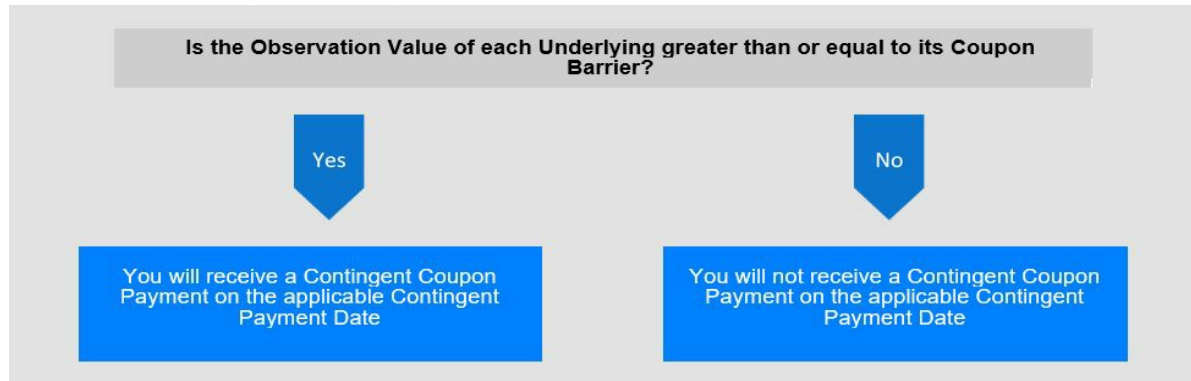 Is the Observation Value of each Underlying greater than or equal to its Coupon
Barrier?
Yes
No
You will receive a Contingent Coupon
Payment on the applicable Contingent
Payment Date
You will not receive a Contingent Coupon
Payment on the applicable Contingent
Payment Date